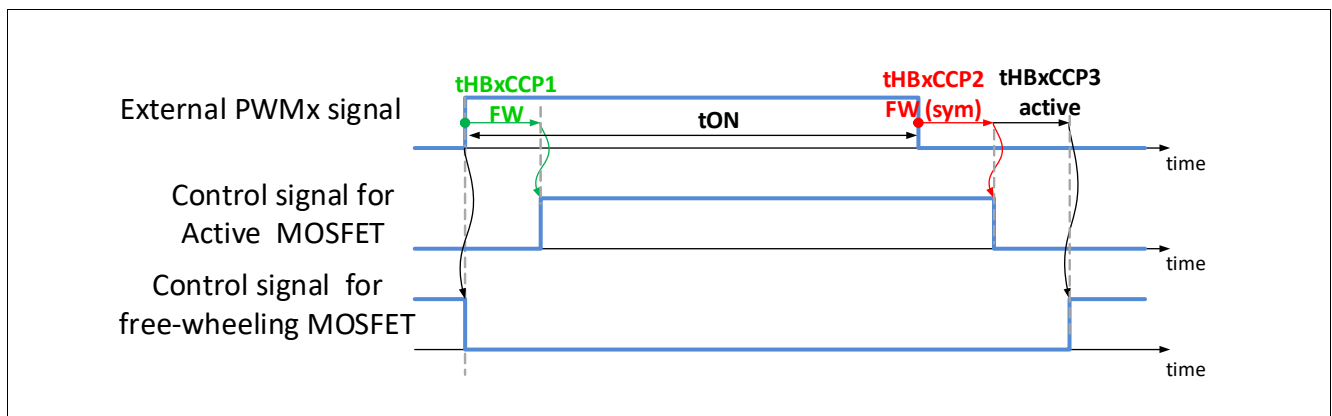 tHBxCCP1
FW
tHBxCCP2
FW (sym)
tHBxCCP3
active
External PWMx signal
tON
time
Control signal for
Active MOSFET
time
Control signal for
free-wheeling MOSFET
time